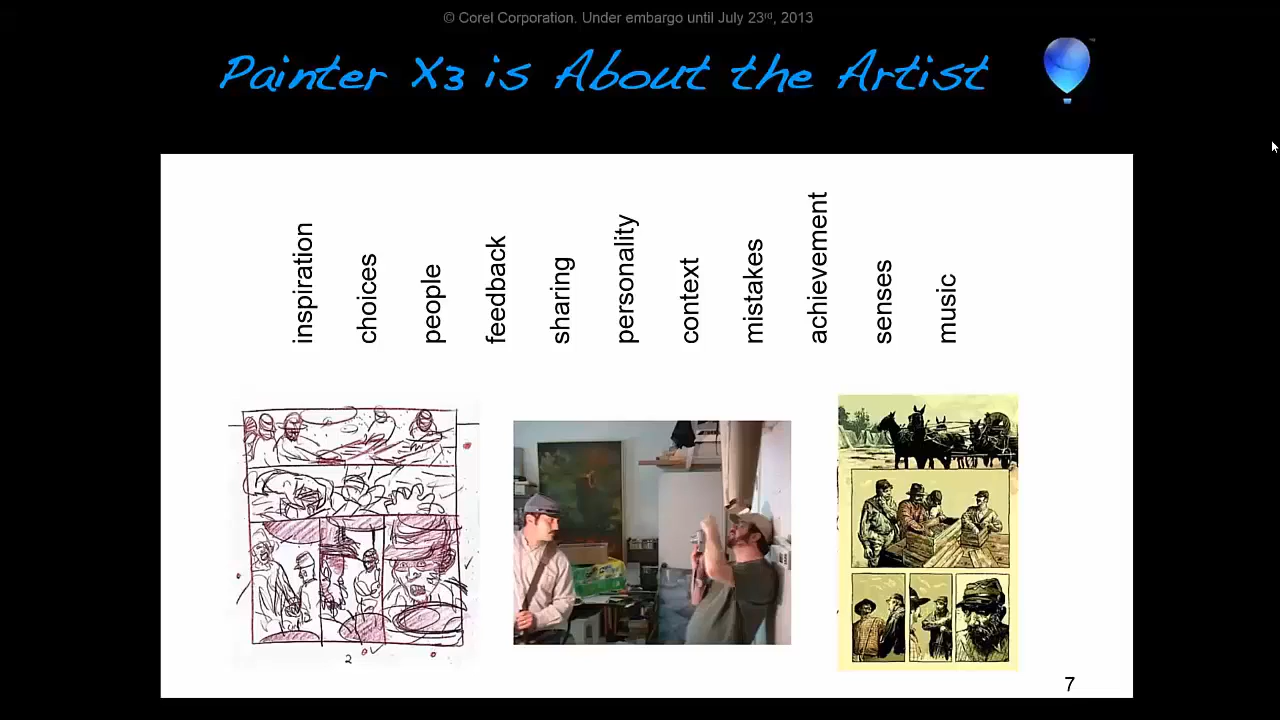 © Corel Corporation. Under embargo until July 23rd, 2013
Painter X3 is About the Artist
inspiration
choices
people
feedback
sharing
personality
context
mistakes
achievement
senses
music
2
7